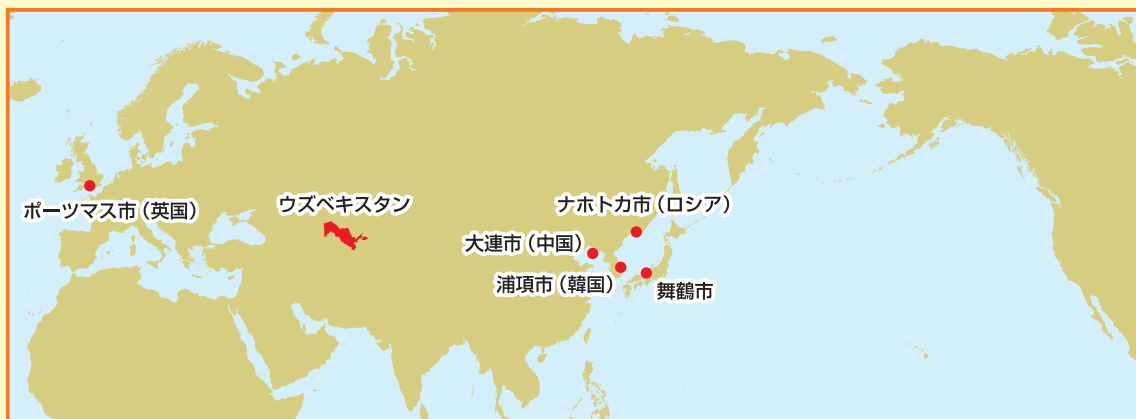 ポーツマス市（英国）
ウズベキスタン
ナホトカ市（ロシア）
大連市（中国）
浦項市（韓国）
舞鶴市